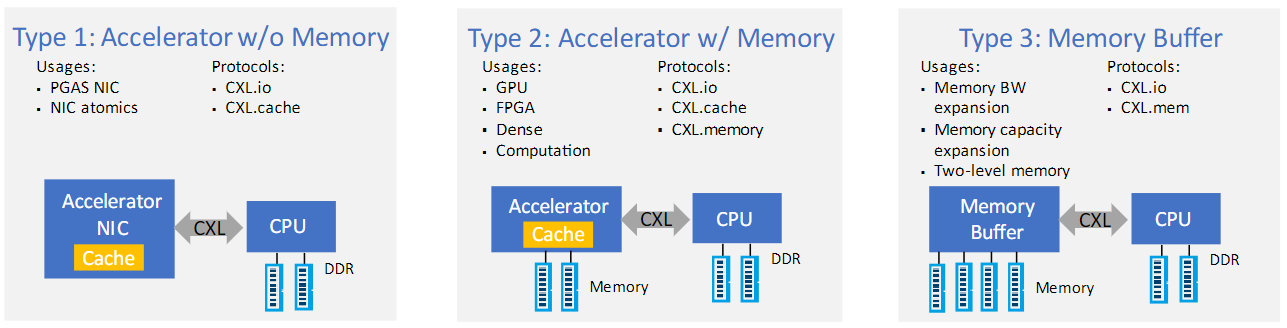 Type 1: Accelerator w/o Memory
Usages:
▪ PGAS NIC
▪ NIC atomics
Protocols:
▪ CXL.io
▪ CXL.cache
Accelerator
NIC
Cache
CXL
CPU
DDR
Type 2: Accelerator w/ Memory
Usages:
▪ GPU
▪ FPGA
▪ Dense
▪ Computation
Protocols:
▪ CXL.io
▪ CXL.cache
▪ CXL.memory
Accelerator
Cache
CXL
CPU
Memory
DDR
Type 3: Memory Buffer
Usages:
▪ Memory BW
expansion
▪ Memory capacity
expansion
▪ Two-level memory
Protocols:
▪ CXL.io
▪ CXL.mem
Memory
Buffer
CXL
CPU
Memory
DDR